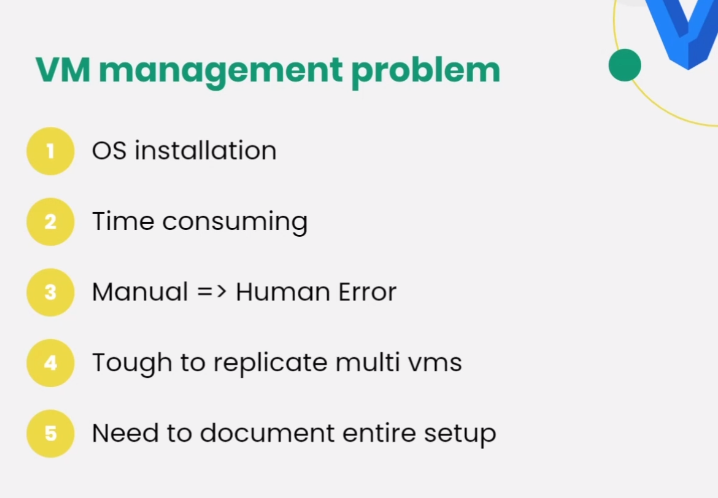 VM management problem
1 OS installation
2 Time consuming
3 Manual => Human Error
4 Tough to replicate multi vms
5 Need to document entire setup